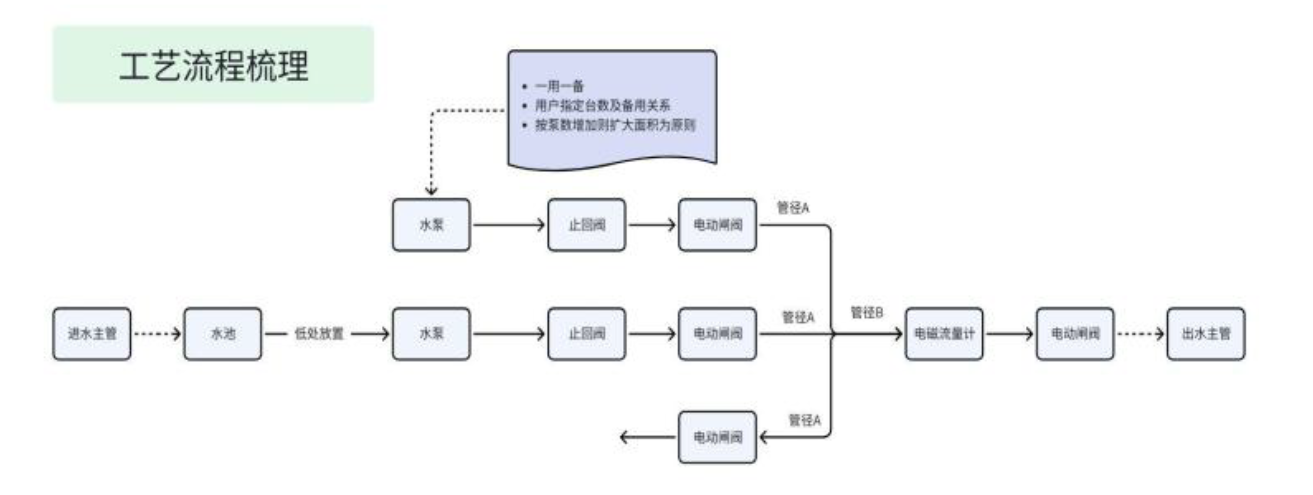 工艺流程梳理
• 一用一备
• 用户指定台数及备用关系
• 按泵数增加则扩大面积为原则
水泵
止回阀
电动闸阀
管径A
进水主管
水池
低处放置
水泵
止回阀
电动闸阀
管径A
管径B
电磁流量计
电动闸阀
出水主管
电动闸阀
管径A